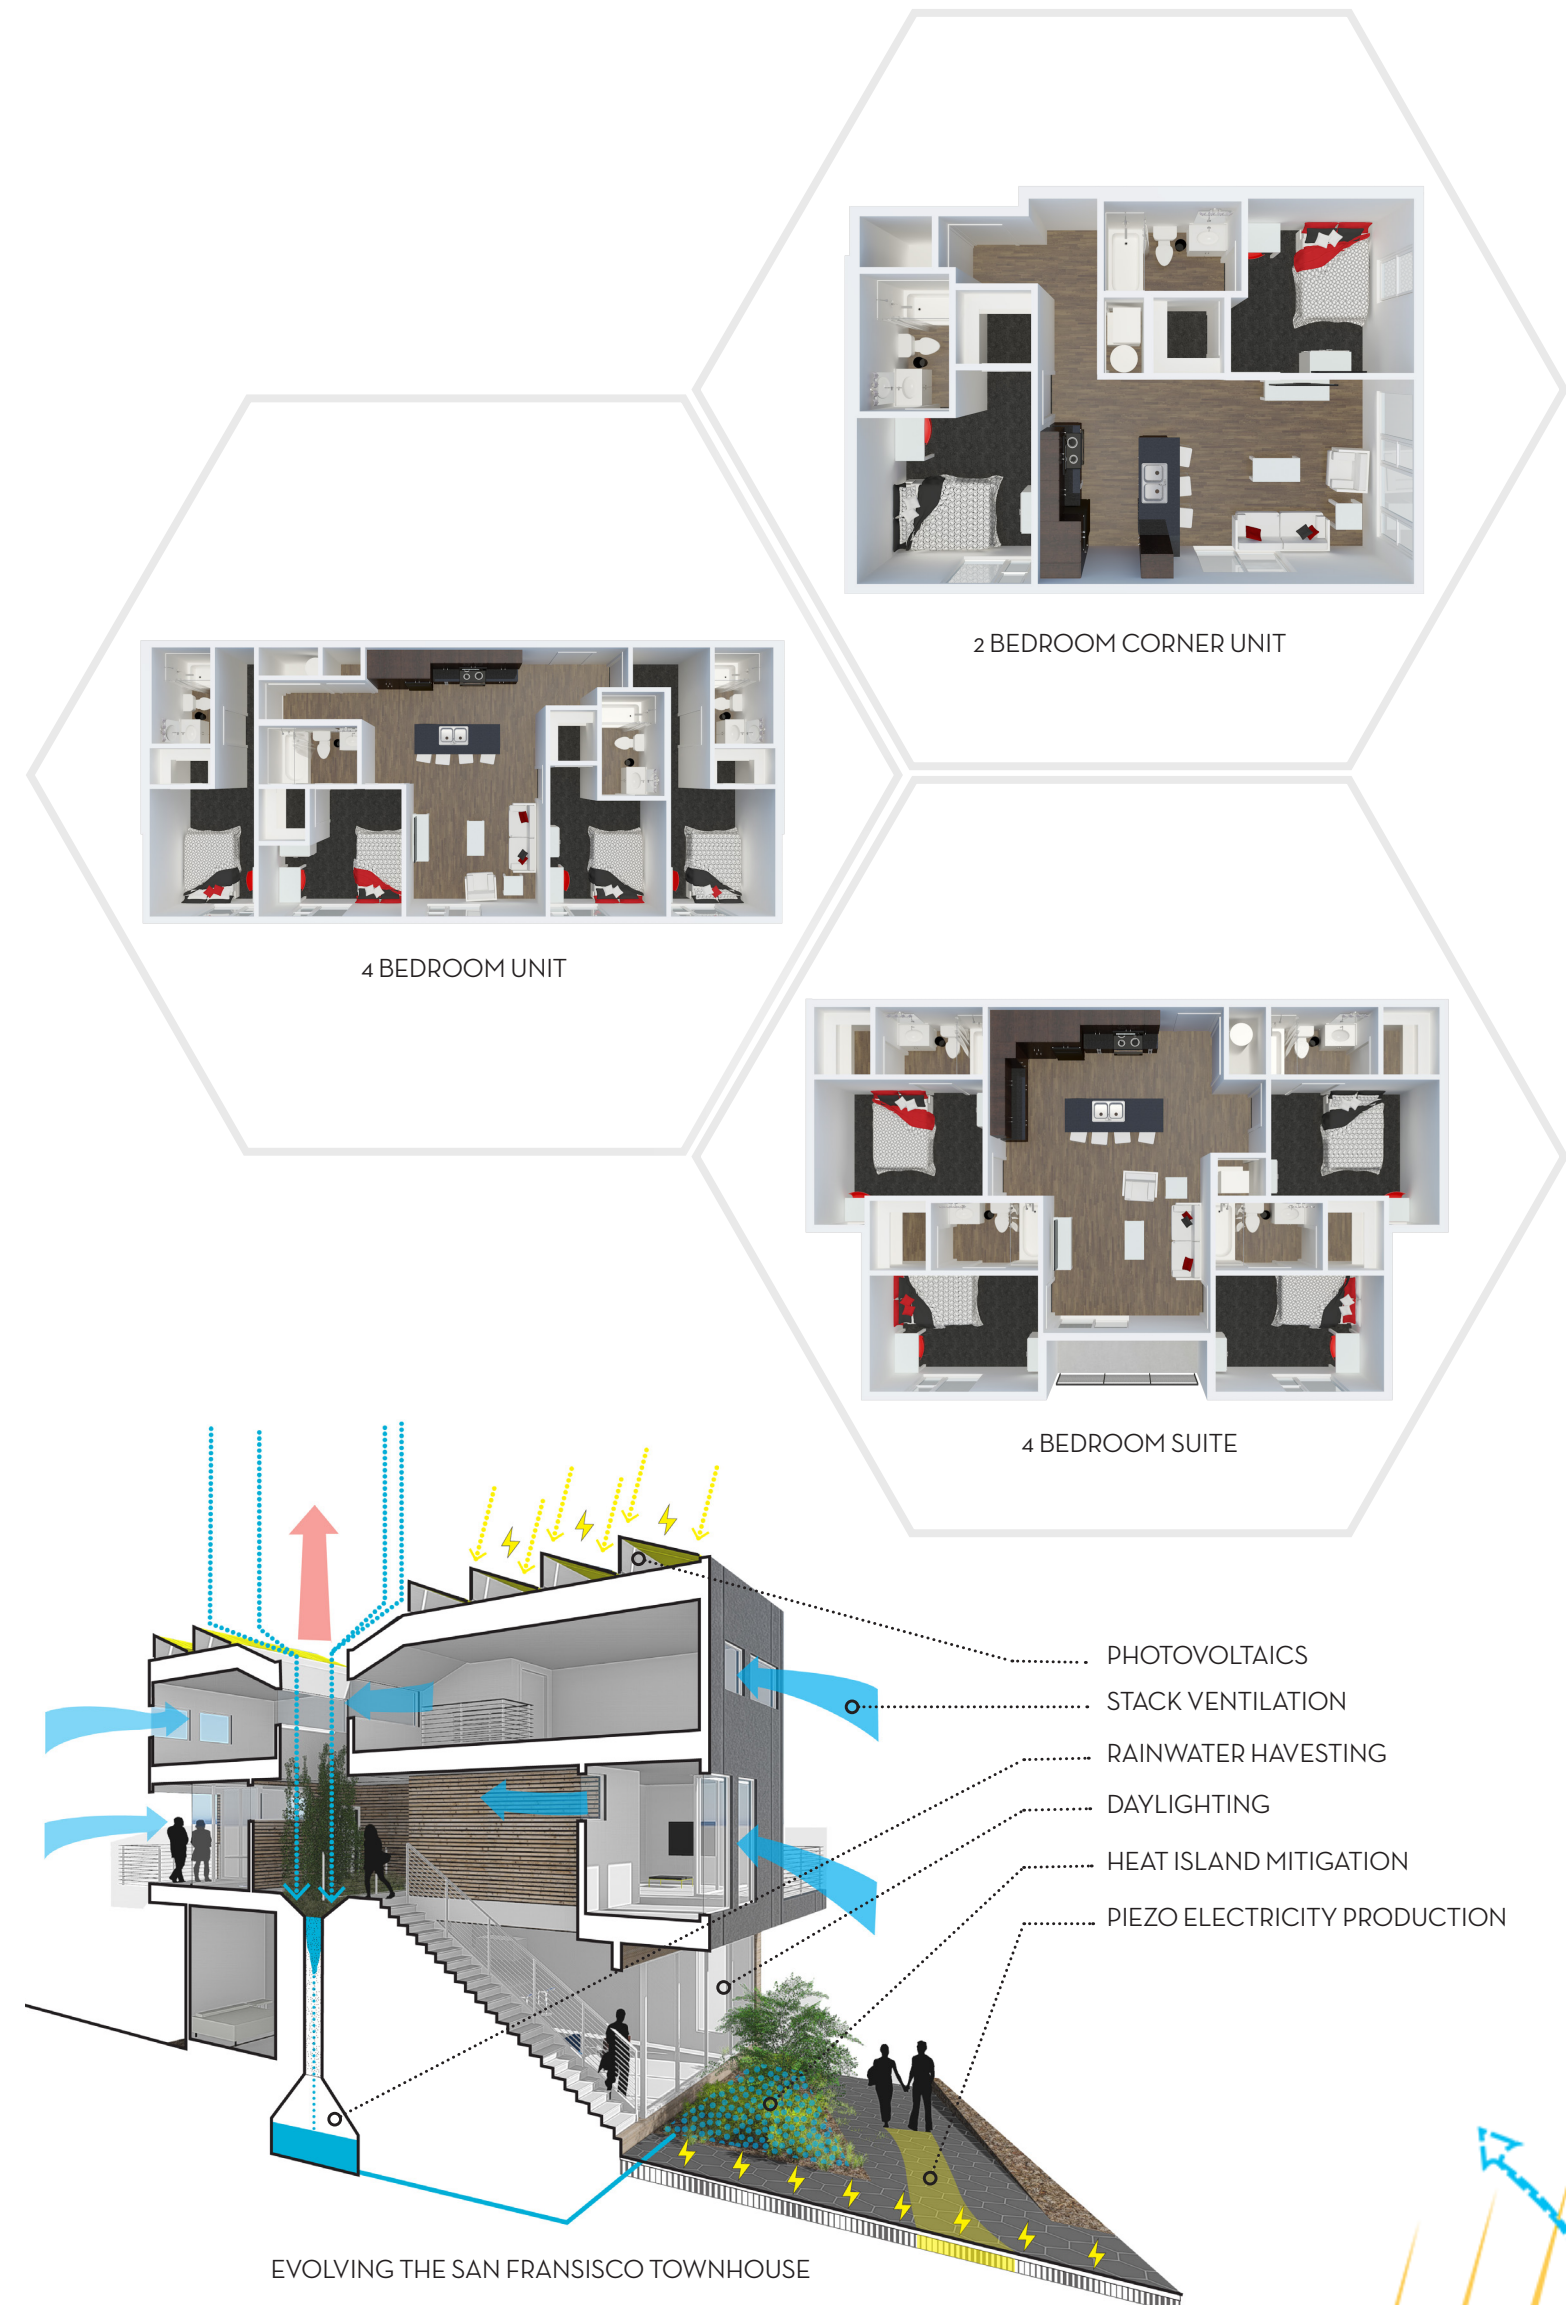 2 BEDROOM CORNER UNIT
4 BEDROOM UNIT
4 BEDROOM SUITE
PHOTOVOLTAICS
STACK VENTILATION
RAINWATER HAVESTING
DAYLIGHTING
HEAT ISLAND MITIGATION
PIEZO ELECTRICITY PRODUCTION
EVOLVING THE SAN FRANSISCO TOWNHOUSE